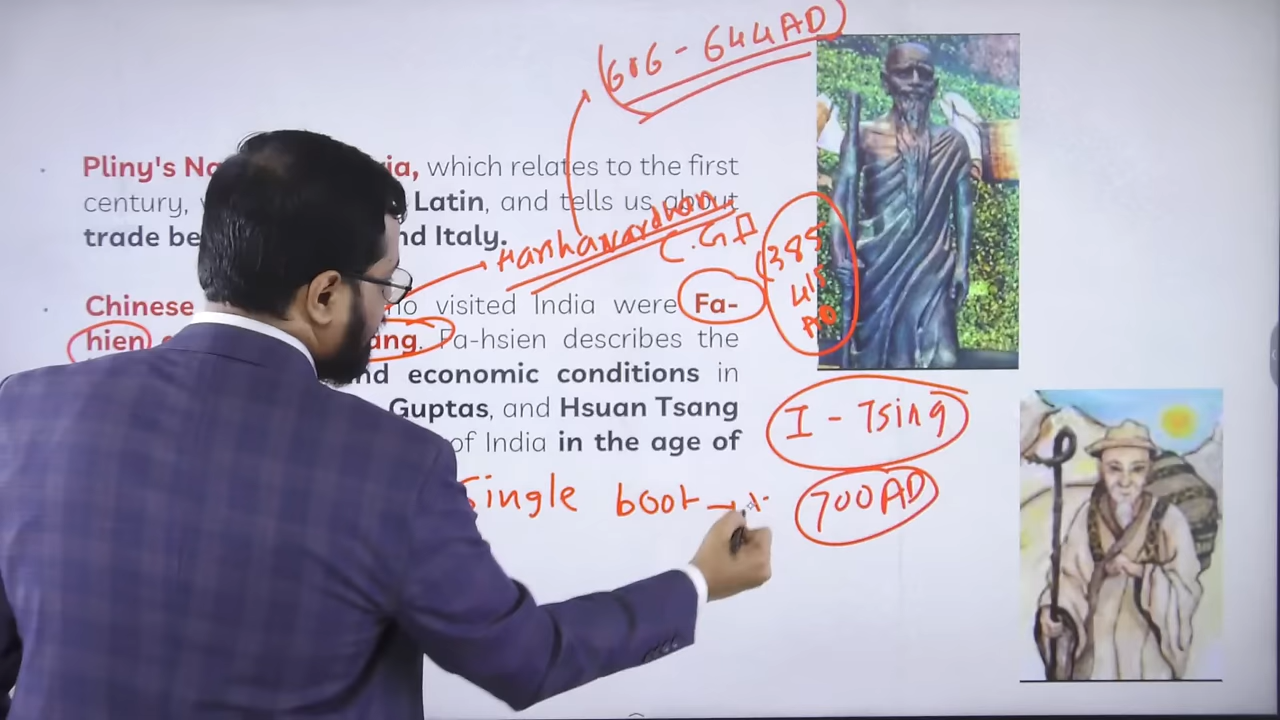 606 - 644AD
Pliny's Na ria, which relates to the first
century, Latin, and tells us about
trade be nd Italy.
Harshavardhan
C.G.II
(385
415
AD
Chinese ho visited India were Fa-
hien ang. Fa-hsien describes the
nd economic conditions in
Guptas, and Hsuan Tsang
of India in the age of
I - Tsing
700AD
Single book →